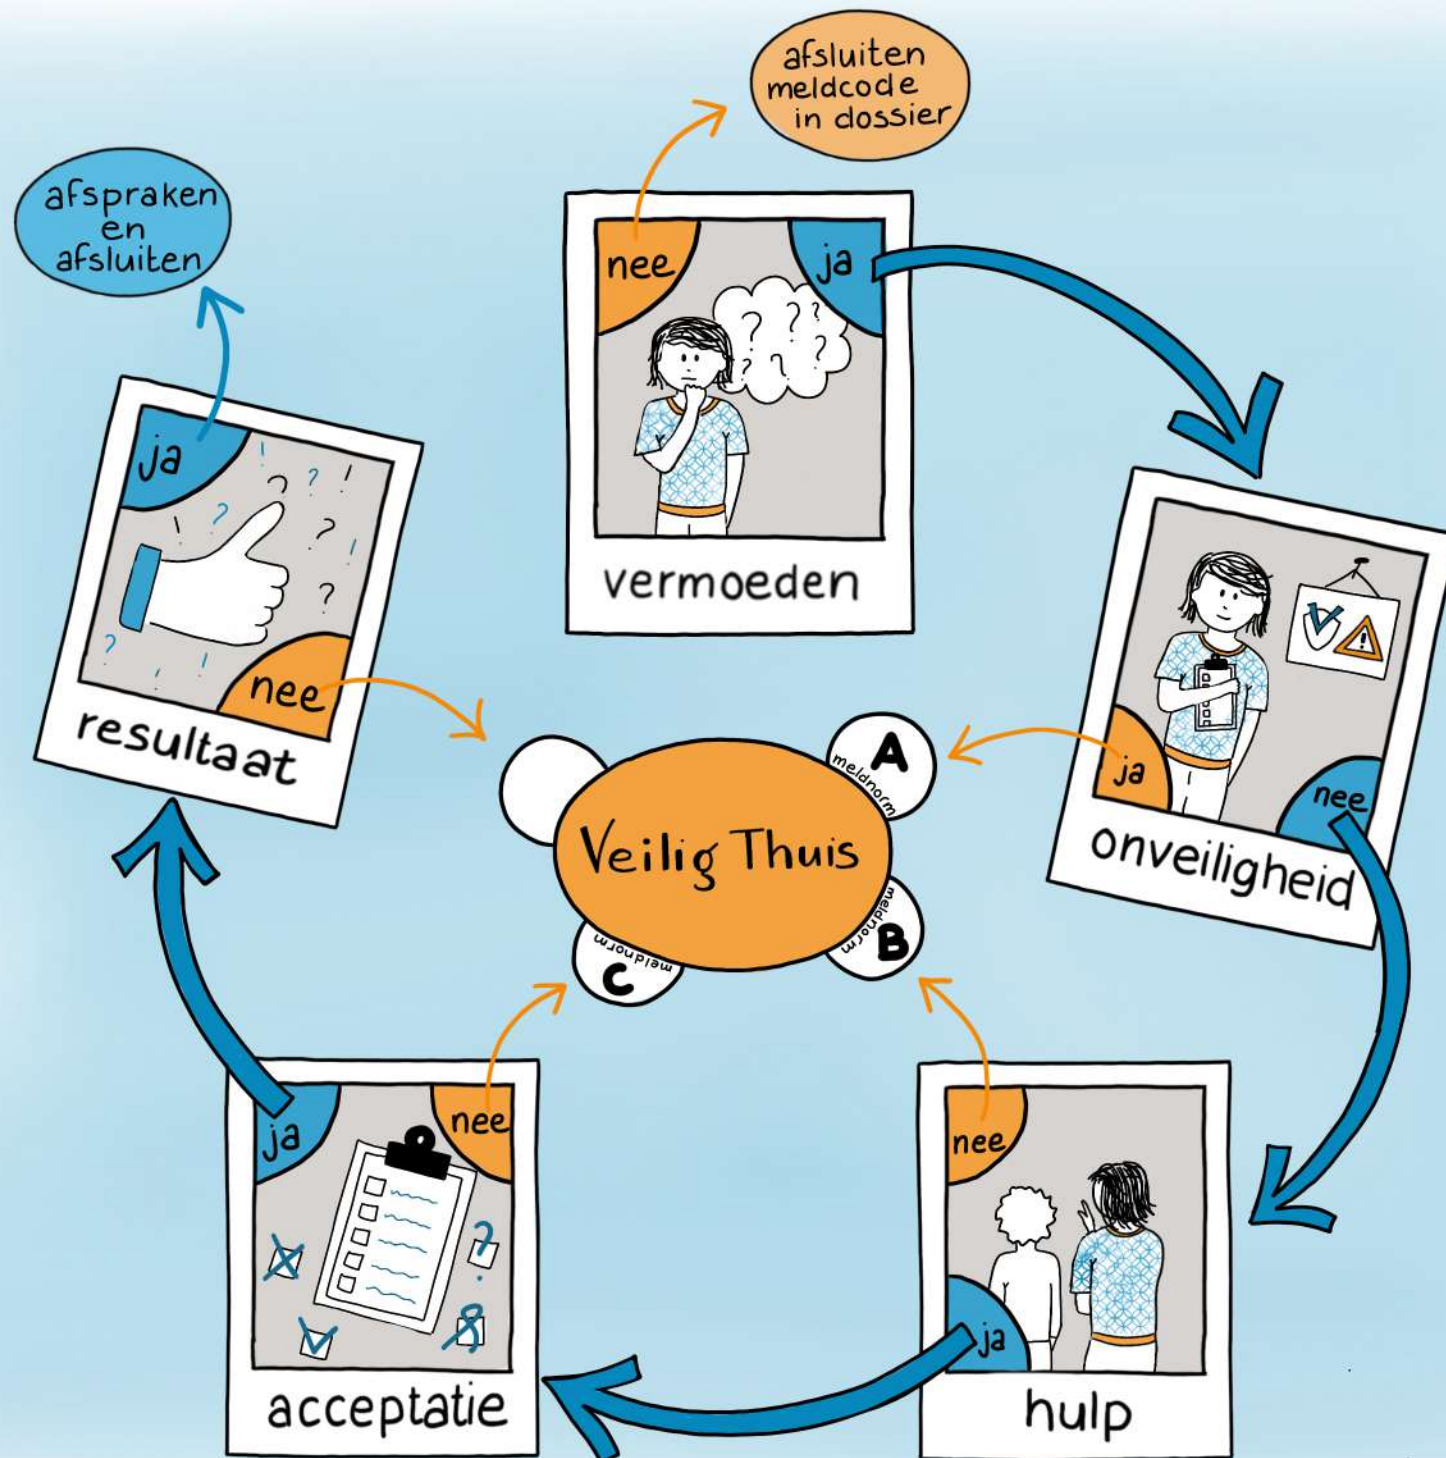 afsluiten
meldcode
in dossier
afspraken
en
afsluiten
nee
ja
vermoeden
ja
nee
onveiligheid
nee
ja
hulp
ja
nee
acceptatie
ja
nee
resultaat
Veilig Thuis
A
meldnorm
B
meldnorm
C
meldnorm